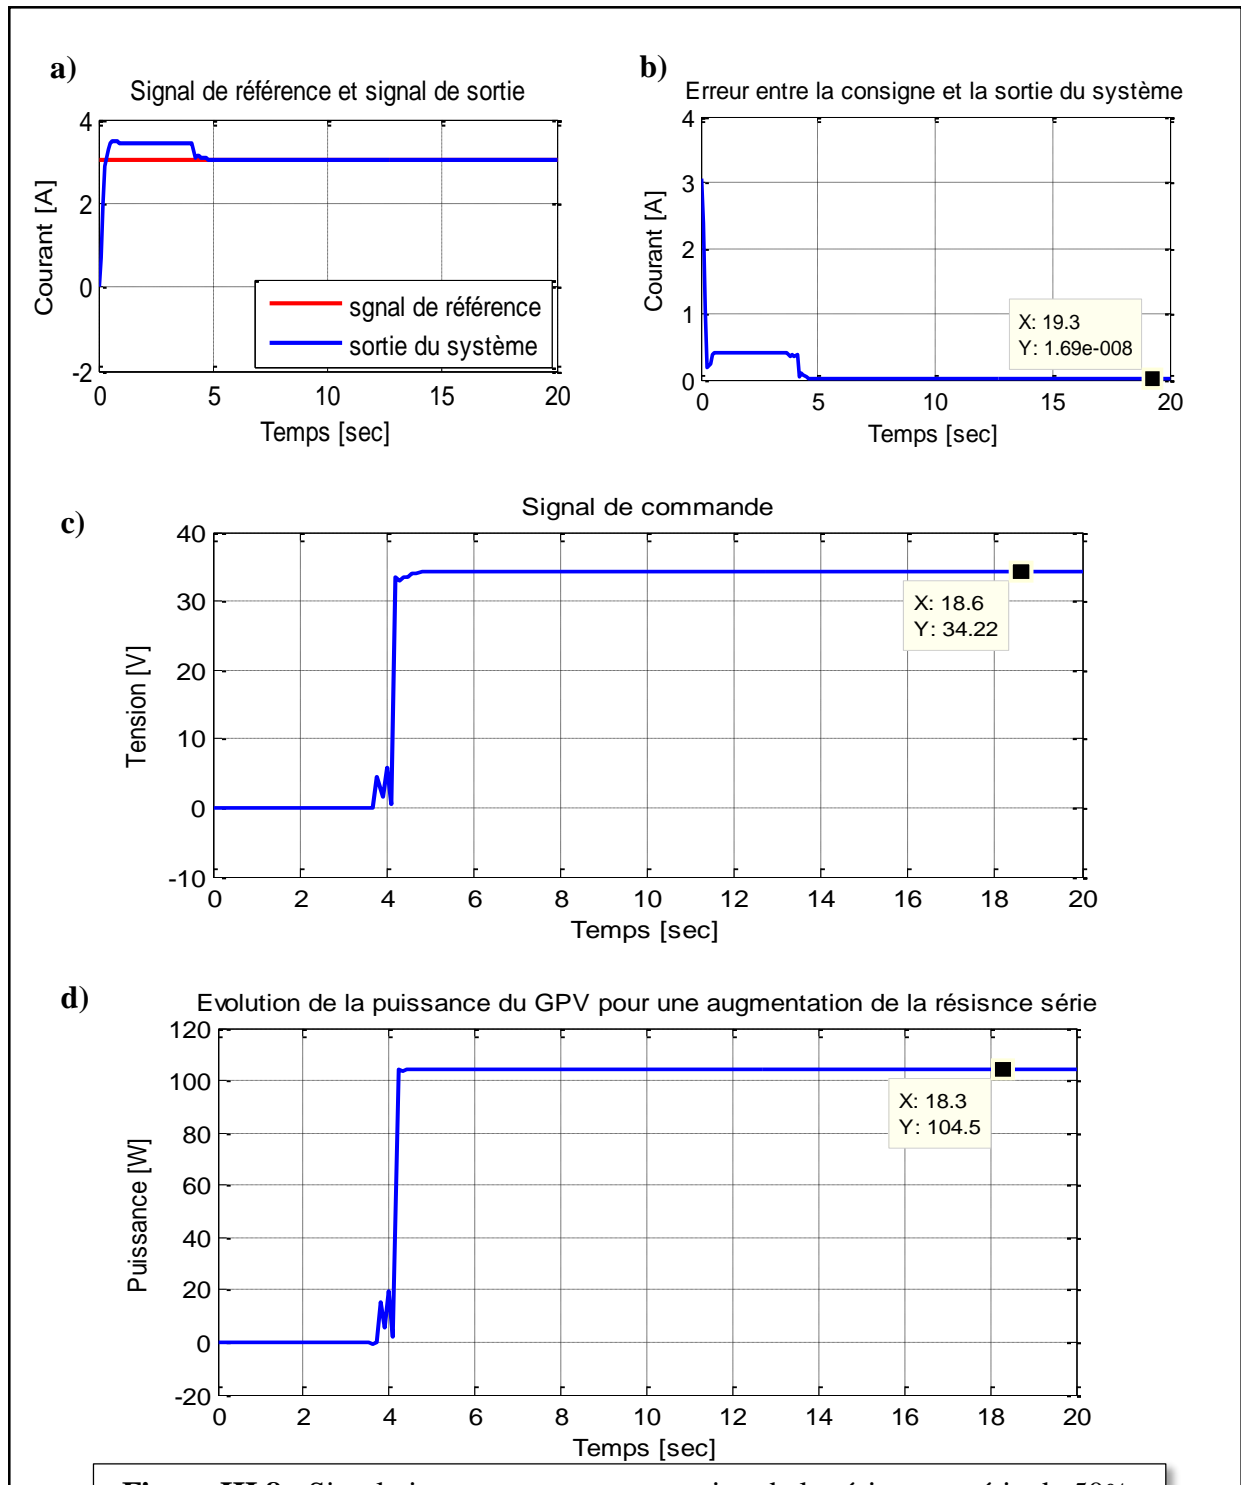 a)
Signal de référence et signal de sortie
4
2
0
-2
0 5 10 15 20
Courant [A]
Temps [sec]
sgnal de référence
sortie du système
b)
Erreur entre la consigne et la sortie du système
4
3
2
1
0
0 5 10 15 20
Courant [A]
Temps [sec]
X: 19.3
Y: 1.69e-008
c)
Signal de commande
40
30
20
10
0
-10
0 2 4 6 8 10 12 14 16 18 20
Tension [V]
Temps [sec]
X: 18.6
Y: 34.22
d)
Evolution de la puissance du GPV pour une augmentation de la résisnce série
120
100
80
60
40
20
0
-20
0 2 4 6 8 10 12 14 16 18 20
Puissance [W]
Temps [sec]
X: 18.3
Y: 104.5